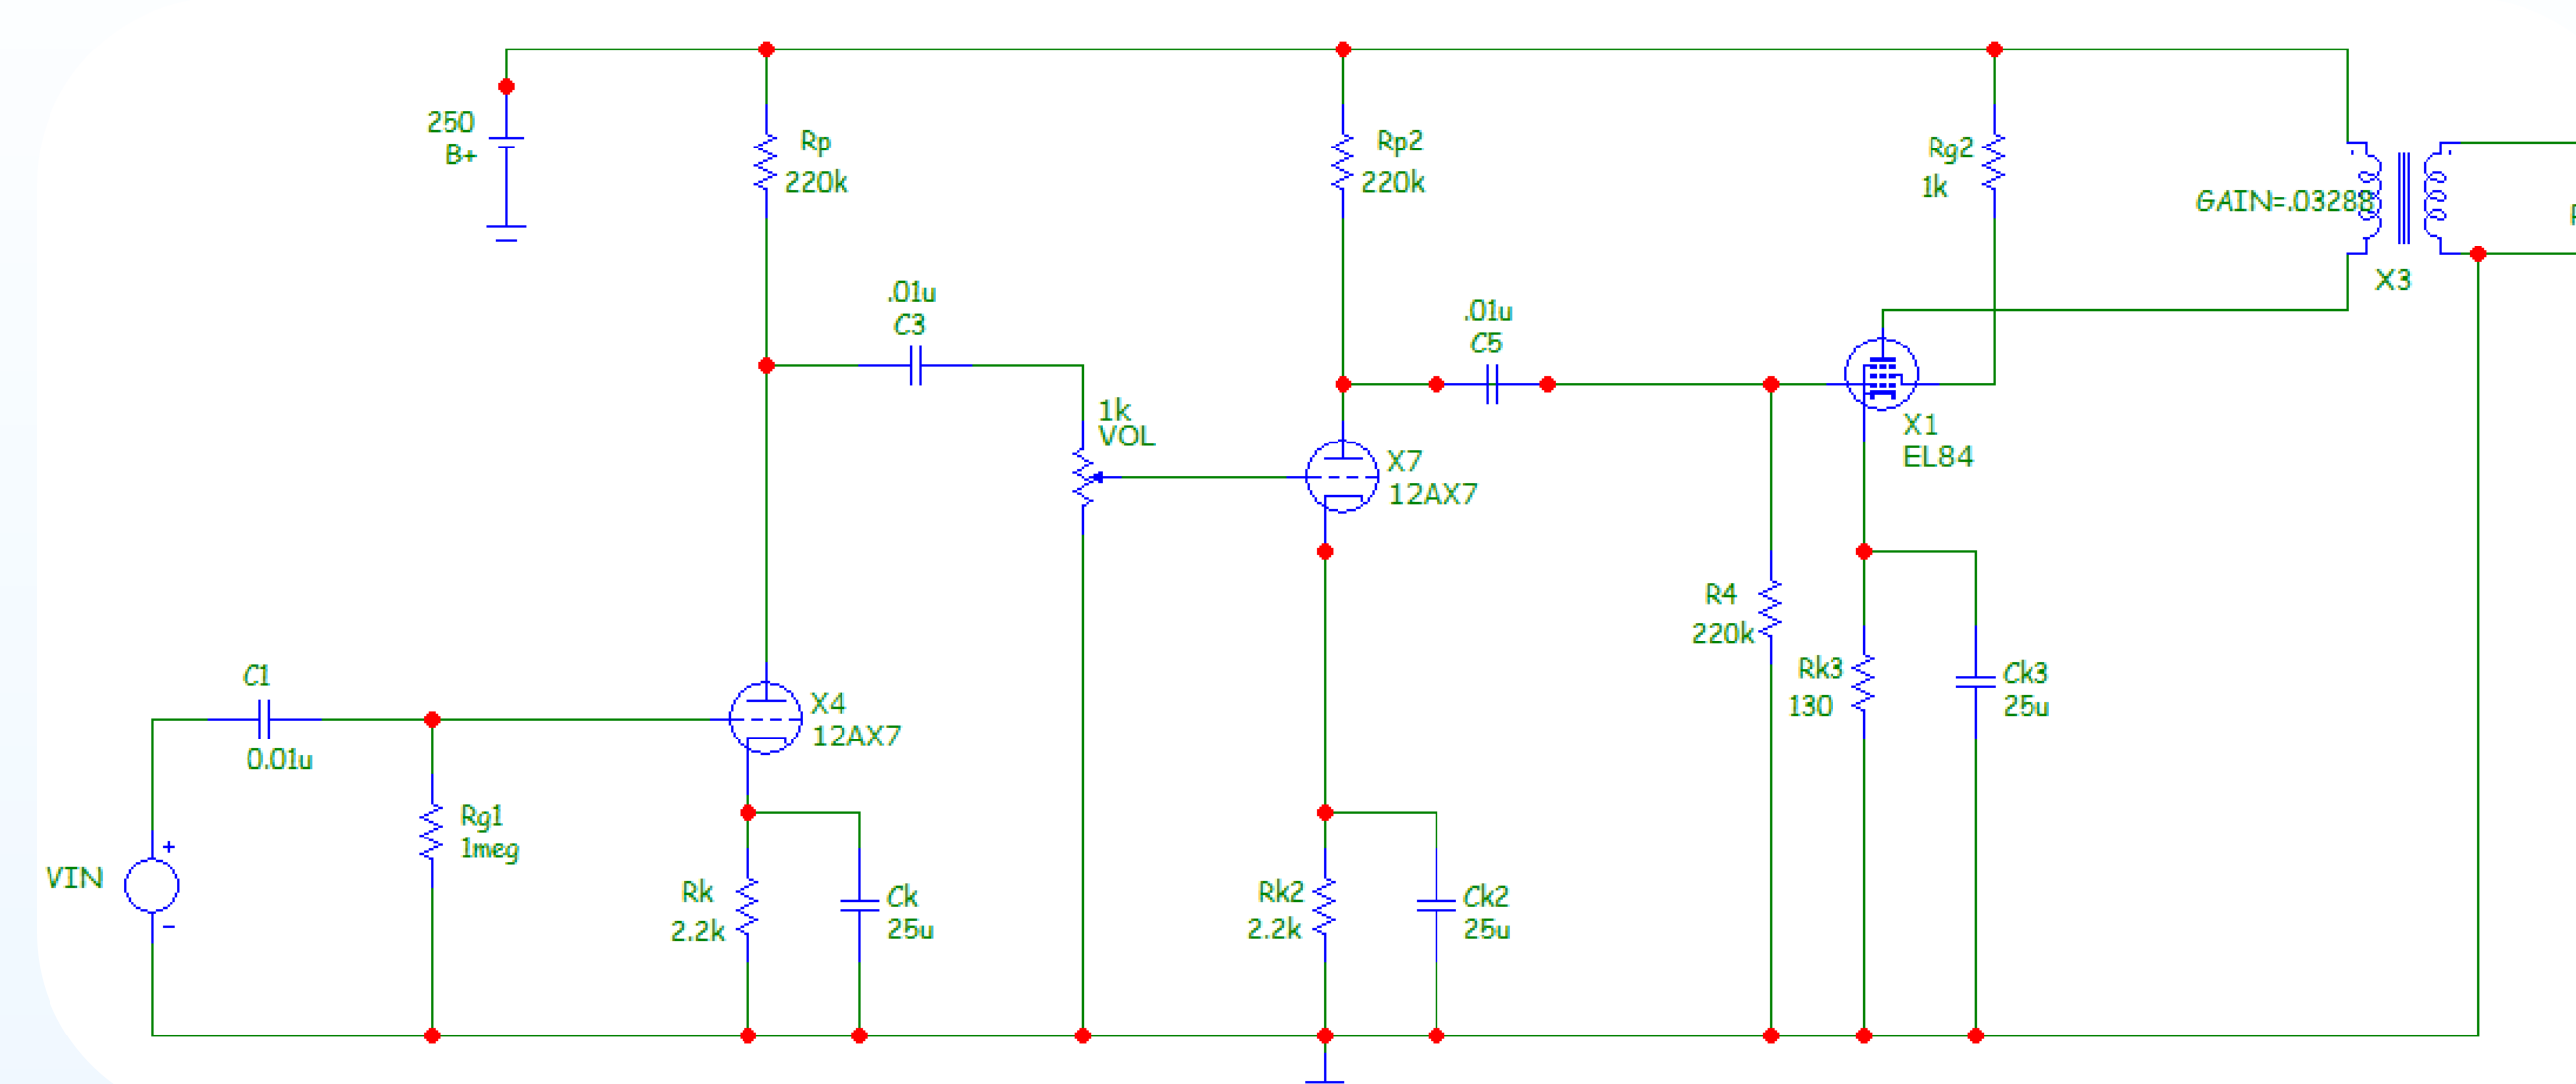 250
B+
Rp
220k
Rp2
220k
Rg2
1k
GAIN=.03288
X3
.01u
C3
.01u
C5
1k
VOL
X7
12AX7
X1
EL84
R4
220k
C1
0.01u
X4
12AX7
Rk3
130
Ck3
25u
Rg1
1meg
VIN
+
−
Rk
2.2k
Ck
25u
Rk2
2.2k
Ck2
25u